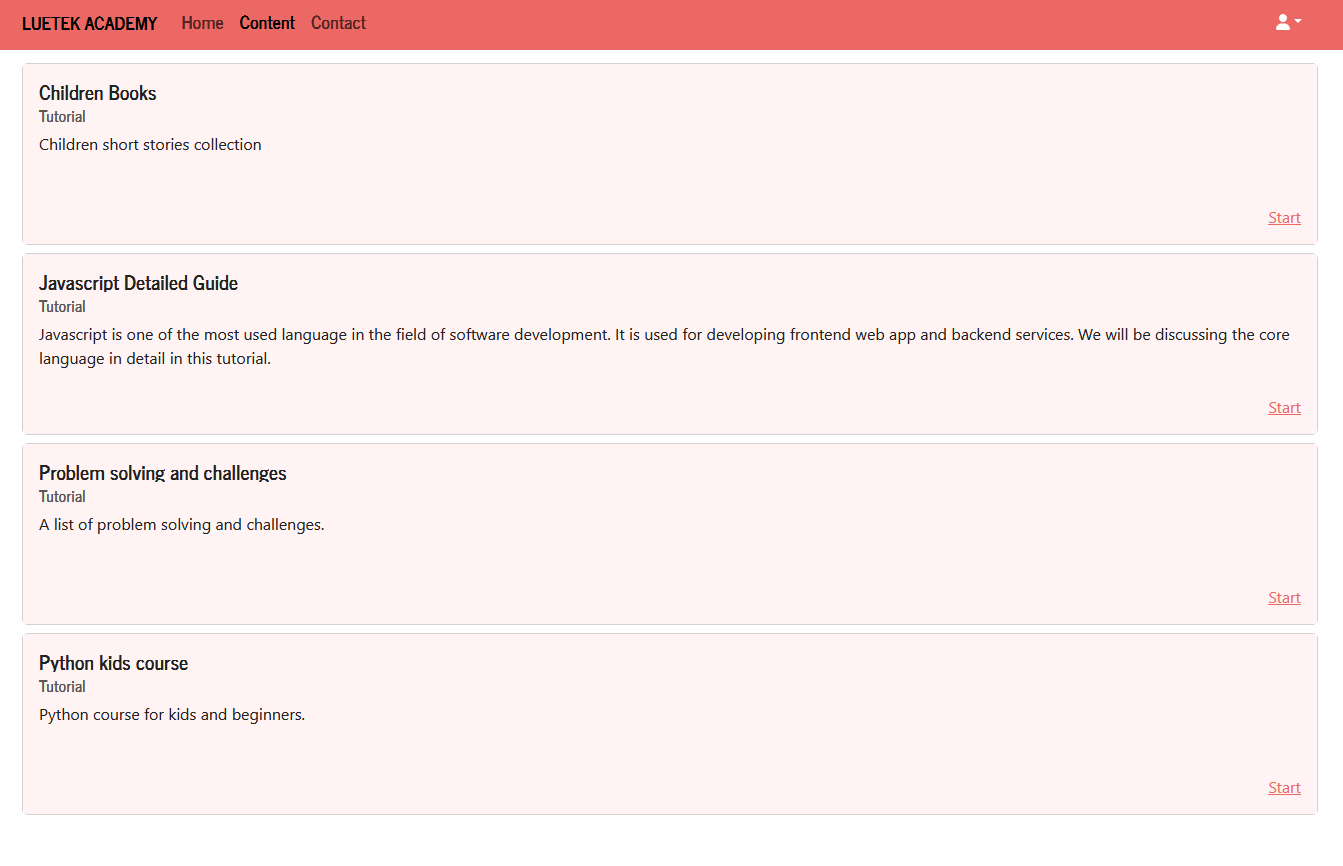 LUETEK ACADEMY Home Content Contact
Children Books
Tutorial
Children short stories collection
Start
Javascript Detailed Guide
Tutorial
Javascript is one of the most used language in the field of software development. It is used for developing frontend web app and backend services. We will be discussing the core
language in detail in this tutorial.
Start
Problem solving and challenges
Tutorial
A list of problem solving and challenges.
Start
Python kids course
Tutorial
Python course for kids and beginners.
Start